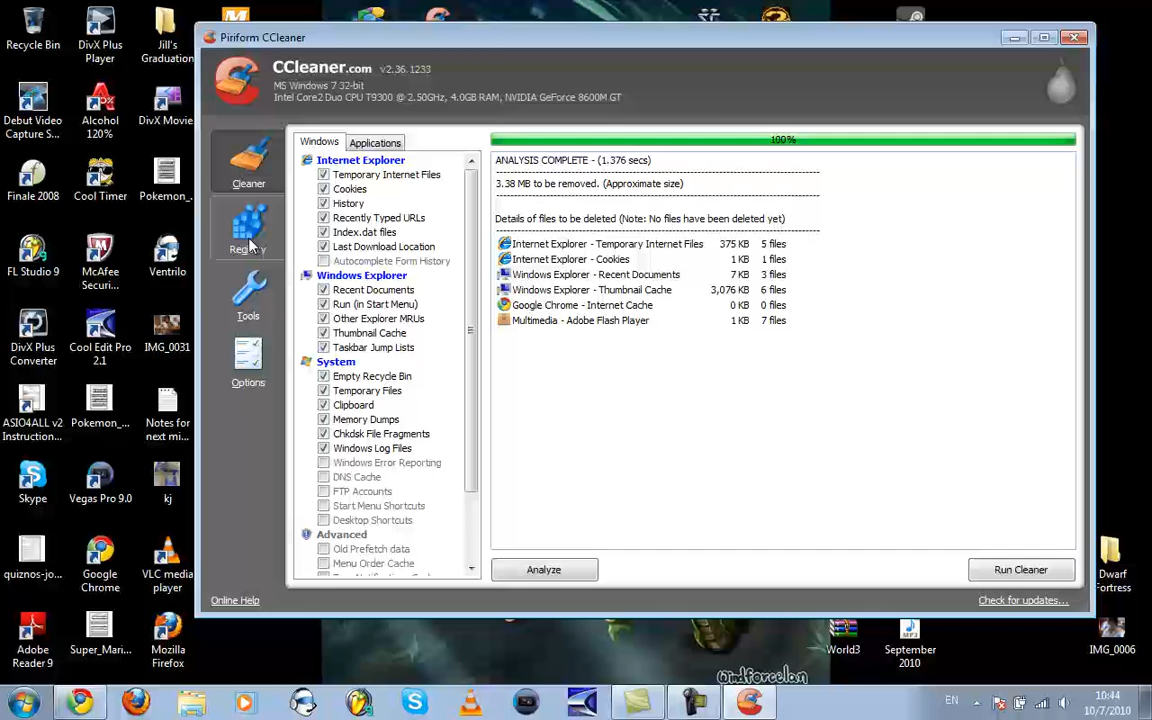 Recycle Bin
DivX Plus
Player
Jill's
Graduation
Debut Video
Capture S...
Alcohol
120%
DivX Movie
Finale 2008
Cool Timer
Pokemon_...
FL Studio 9
McAfee
Securi...
Ventrilo
DivX Plus
Converter
Cool Edit Pro
2.1
IMG_0031
ASIO4ALL v2
Instruction...
Pokemon_...
Notes for
next mi...
Skype
Vegas Pro 9.0
kj
quiznos-jo...
Google
Chrome
VLC media
player
Adobe
Reader 9
Super_Mari...
Mozilla
Firefox
Piriform CCleaner
CCleaner.com v2.36.1233
MS Windows 7 32-bit
Intel Core2 Duo CPU T9300 @ 2.50GHz, 4.0GB RAM, NVIDIA GeForce 8600M GT
Cleaner
Registry
Tools
Options
Windows
Applications
Internet Explorer
Temporary Internet Files
Cookies
History
Recently Typed URLs
Index.dat files
Last Download Location
Autocomplete Form History
Windows Explorer
Recent Documents
Run (in Start Menu)
Other Explorer MRUs
Thumbnail Cache
Taskbar Jump Lists
System
Empty Recycle Bin
Temporary Files
Clipboard
Memory Dumps
Chkdsk File Fragments
Windows Log Files
Windows Error Reporting
DNS Cache
FTP Accounts
Start Menu Shortcuts
Desktop Shortcuts
Advanced
Old Prefetch data
Menu Order Cache
100%
ANALYSIS COMPLETE - (1.376 secs)
3.38 MB to be removed. (Approximate size)
Details of files to be deleted (Note: No files have been deleted yet)
Internet Explorer - Temporary Internet Files 375 KB 5 files
Internet Explorer - Cookies 1 KB 1 files
Windows Explorer - Recent Documents 7 KB 3 files
Windows Explorer - Thumbnail Cache 3,076 KB 6 files
Google Chrome - Internet Cache 0 KB 0 files
Multimedia - Adobe Flash Player 1 KB 7 files
Analyze
Run Cleaner
Online Help
Check for updates...
Dwarf
Fortress
World3
September
2010
IMG_0006
Windforcelan
EN
10:44
10/7/2010